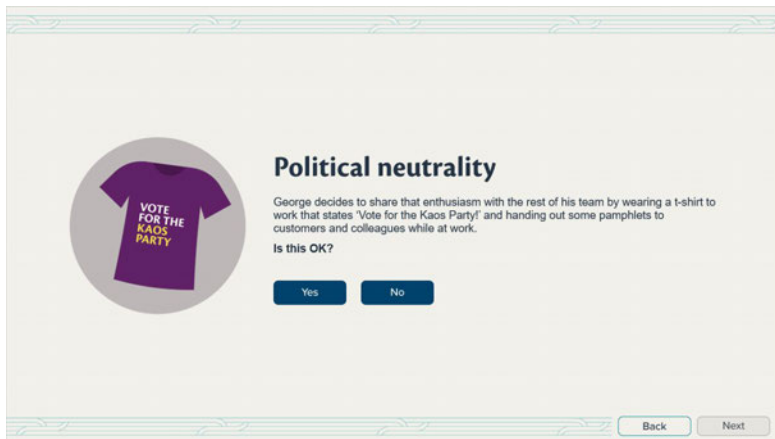 Political neutrality
VOTE
FOR THE
KAOS
PARTY
George decides to share that enthusiasm with the rest of his team by wearing a t-shirt to
work that states 'Vote for the Kaos Party!' and handing out some pamphlets to
customers and colleagues while at work.
Is this OK?
Yes No
Back Next